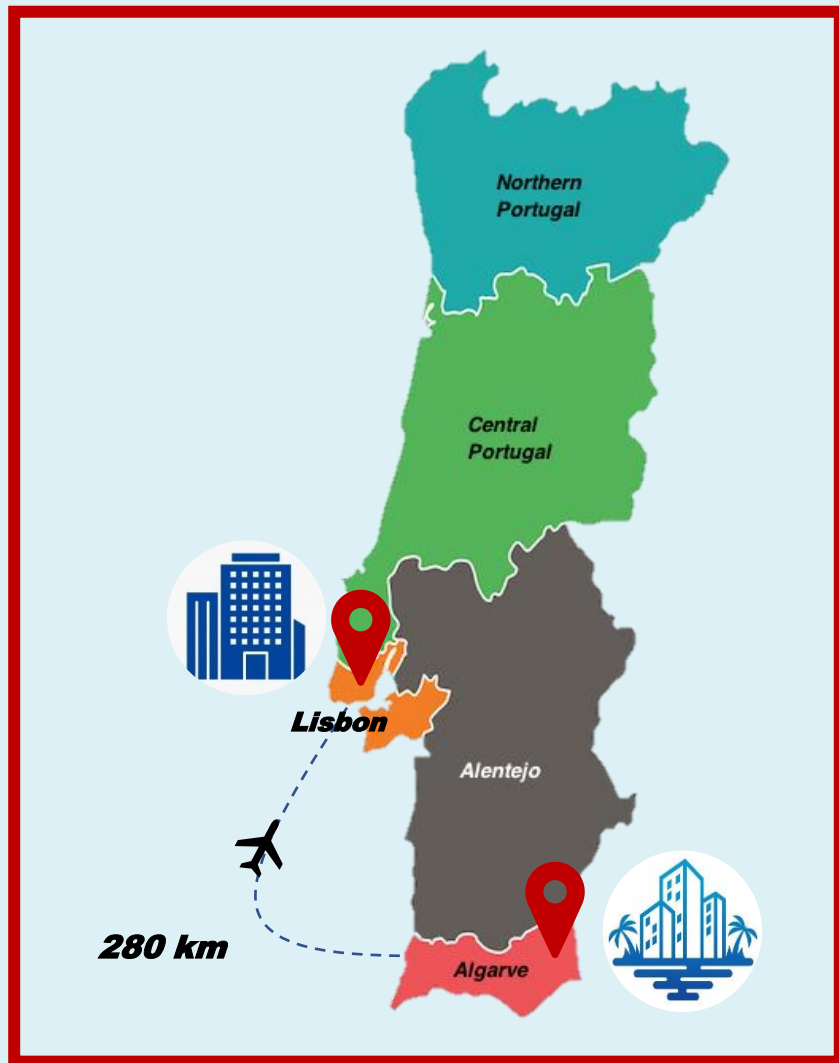 Northern
Portugal
Central
Portugal
Lisbon
Alentejo
280 km
Algarve